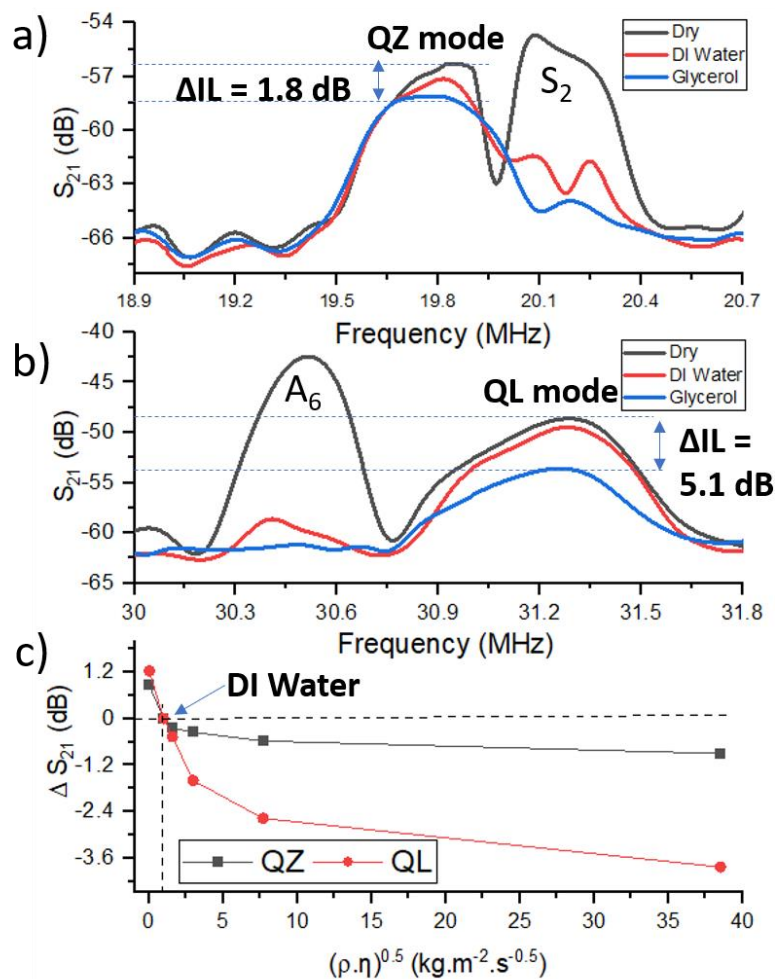 a)
-54
-57
-60
-63
-66
S₂₁ (dB)
QZ mode
ΔIL = 1.8 dB
S₂
Dry
DI Water
Glycerol
18.9 19.2 19.5 19.8 20.1 20.4 20.7
Frequency (MHz)
b)
-40
-45
-50
-55
-60
-65
S₂₁ (dB)
A₆
QL mode
Dry
DI Water
Glycerol
ΔIL =
5.1 dB
30 30.3 30.6 30.9 31.2 31.5 31.8
Frequency (MHz)
c)
1.2
0
-1.2
-2.4
-3.6
Δ S₂₁ (dB)
DI Water
QZ QL
0 5 10 15 20 25 30 35 40
(ρ.η)^0.5 (kg.m^-2.s^-0.5)